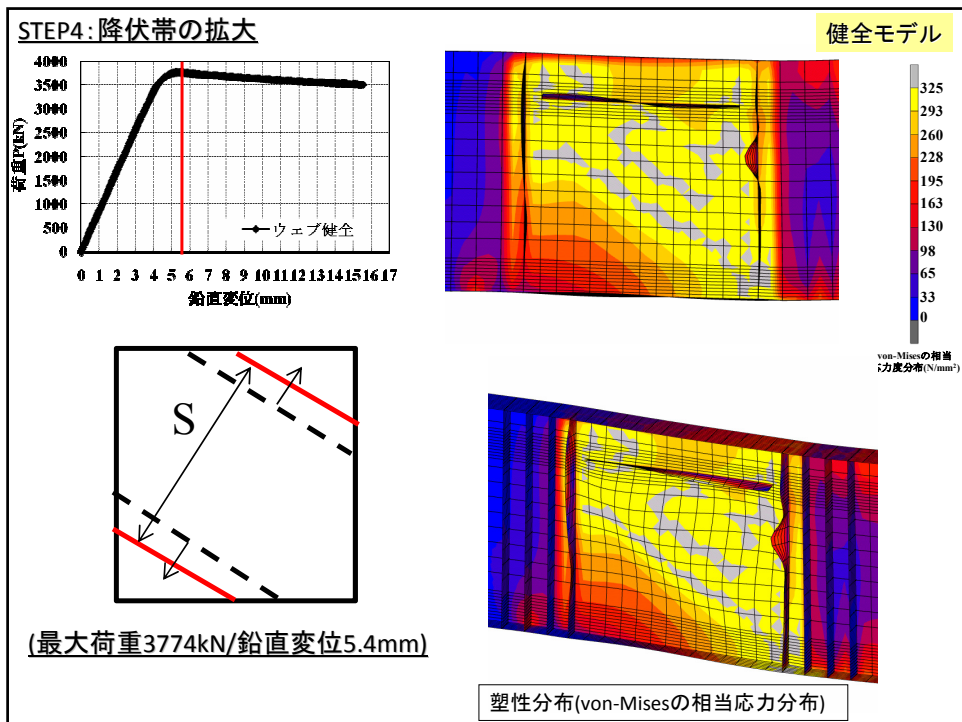 STEP4:降伏帯の拡大
健全モデル
4000
3500
3000
2500
2000
1500
1000
500
0
荷重P(kN)
ウェブ健全
0 1 2 3 4 5 6 7 8 9 10 11 12 13 14 15 16 17
鉛直変位(mm)
325
293
260
228
195
163
130
98
65
33
0
von-Misesの相当
応力度分布(N/mm²)
S
(最大荷重3774kN/鉛直変位5.4mm)
塑性分布(von-Misesの相当応力分布)